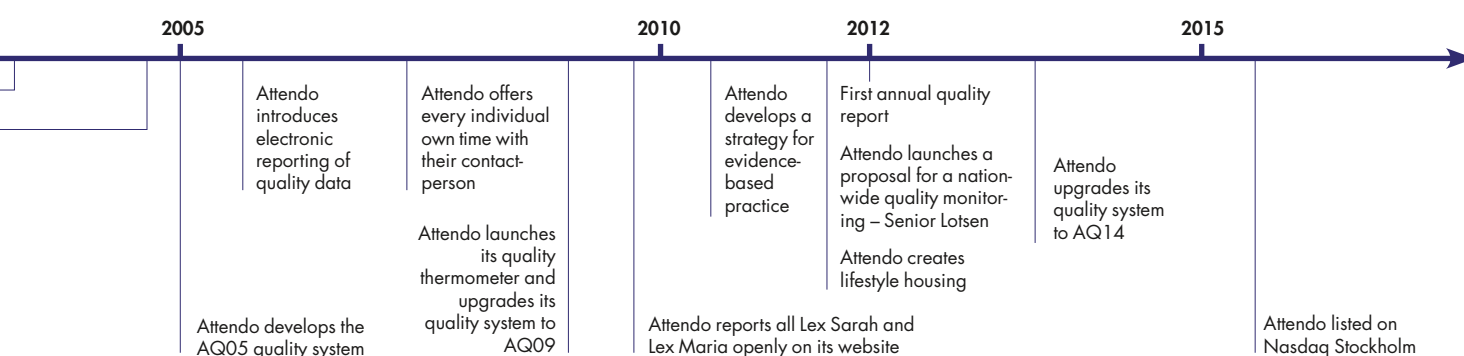 2005
2010
2012
2015
Attendo
introduces
electronic
reporting of
quality data
Attendo offers
every individual
own time with
their contact-
person
Attendo
develops a
strategy for
evidence-
based
practice
First annual quality
report
Attendo launches a
proposal for a nation-
wide quality monitor-
ing – Senior Lotsen
Attendo creates
lifestyle housing
Attendo
upgrades its
quality system
to AQ14
Attendo launches
its quality
thermometer and
upgrades its
quality system to
AQ09
Attendo develops the
AQ05 quality system
Attendo reports all Lex Sarah and
Lex Maria openly on its website
Attendo listed on
Nasdaq Stockholm